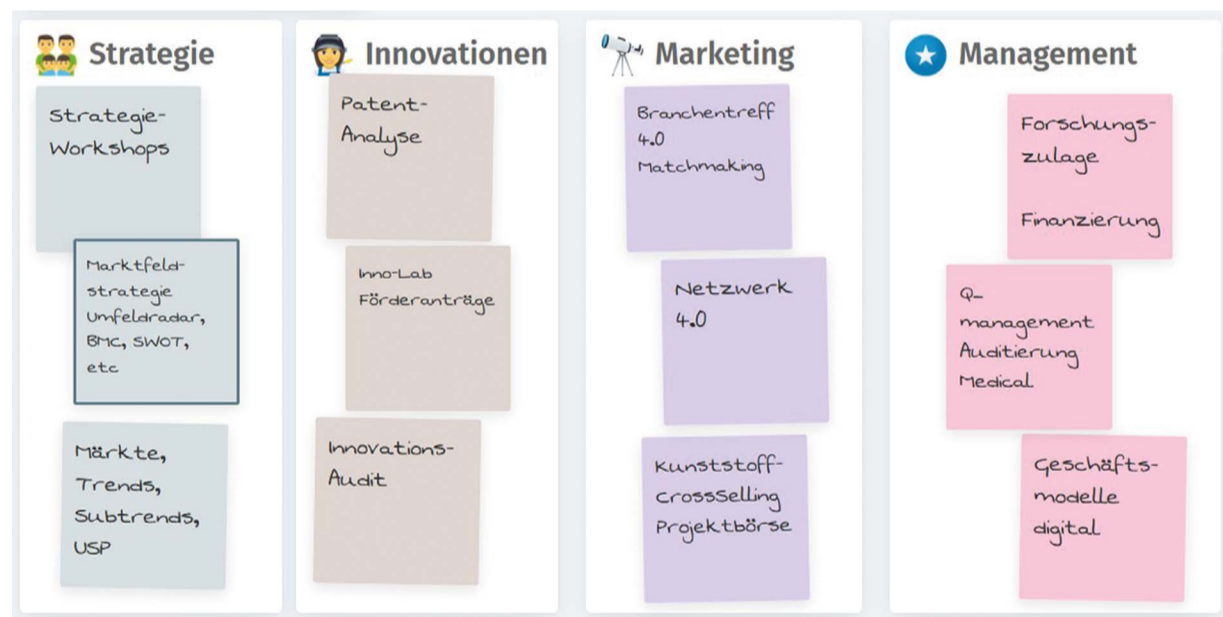 Strategie
Strategie-
Workshops
Marktfeld-
strategie
Umfeldradar,
BMC, SWOT,
etc
Märkte,
Trends,
Subtrends,
USP
Innovationen
Patent-
Analyse
Inno-Lab
Förderanträge
Innovations-
Audit
Marketing
Branchentreff
4.0
Matchmaking
Netzwerk
4.0
Kunststoff-
CrossSelling
Projektbörse
Management
Forschungs-
zulage
Finanzierung
Q-
management
Auditierung
Medical
Geschäfts-
modelle
digital